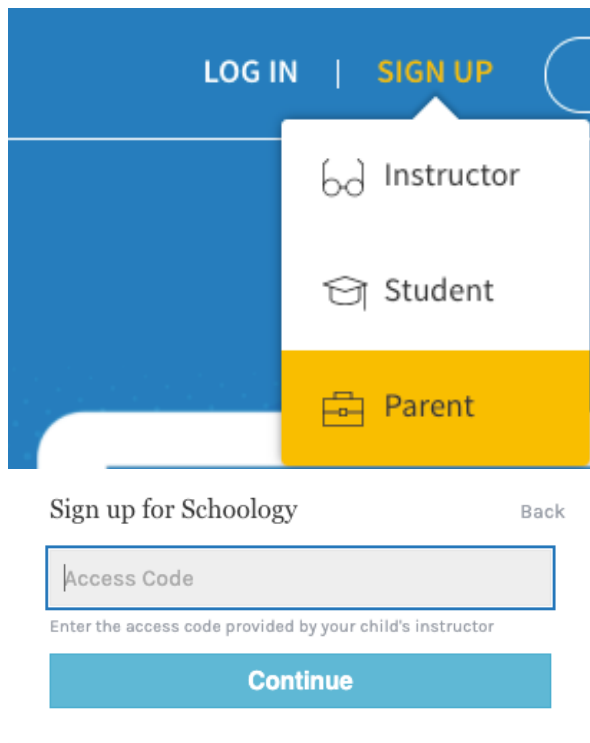 LOG IN | SIGN UP
Instructor
Student
Parent
Sign up for Schoology Back
Access Code
Enter the access code provided by your child's instructor
Continue